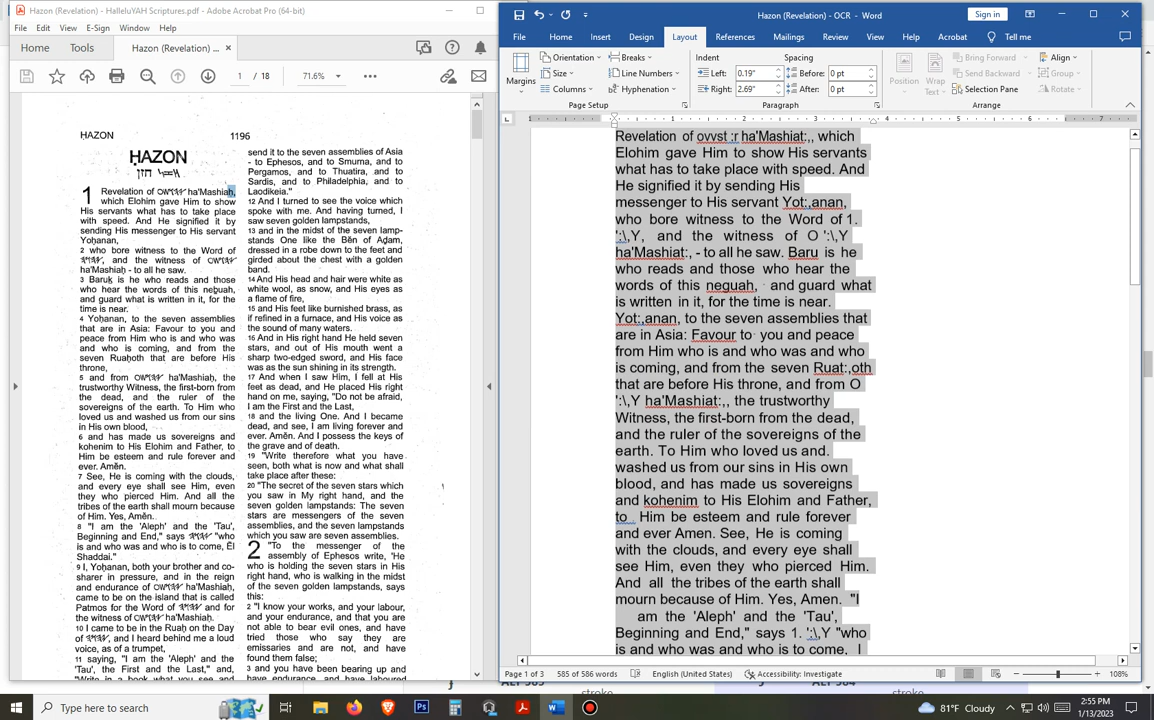 Hazon (Revelation) - HalleluYAH Scriptures.pdf - Adobe Acrobat Pro (64-bit)
File Edit View E-Sign Window Help
Home Tools Hazon (Revelation) ... ×
1 / 18 71.6%
HAZON 1196
ḤAZON
1 Revelation of ha'Mashiaḥ,
which Elohim gave Him to show
His servants what has to take place
with speed. And He signified it by
sending His messenger to His servant
Yoḥanan,
2 who bore witness to the Word of
, and the witness of
ha'Mashiaḥ - to all he saw.
3 Baruḵ is he who reads and those
who hear the words of this neḇuah,
and guard what is written in it, for the
time is near.
4 Yoḥanan, to the seven assemblies
that are in Asia: Favour to you and
peace from Him who is and who was
and who is coming, and from the
seven Ruaḥoth that are before His
throne,
5 and from ha'Mashiaḥ, the
trustworthy Witness, the first-born from
the dead, and the ruler of the
sovereigns of the earth. To Him who
loved us and washed us from our sins
in His own blood,
6 and has made us sovereigns and
kohenim to His Elohim and Father, to
Him be esteem and rule forever and
ever. Amĕn.
7 See, He is coming with the clouds,
and every eye shall see Him, even
they who pierced Him. And all the
tribes of the earth shall mourn because
of Him. Yes, Amĕn.
8 "I am the 'Aleph' and the 'Tau',
Beginning and End," says "who
is and who was and who is to come, Ĕl
Shaddai."
9 I, Yoḥanan, both your brother and co-
sharer in pressure, and in the reign
and endurance of ha'Mashiaḥ,
came to be on the island that is called
Patmos for the Word of and for
the witness of ha'Mashiaḥ.
10 I came to be in the Ruaḥ on the Day
of , and I heard behind me a loud
voice, as of a trumpet,
11 saying, "I am the 'Aleph' and the
'Tau', the First and the Last," and,
"Write in a book what you see and
send it to the seven assemblies of Asia
- to Ephesos, and to Smurna, and to
Pergamos, and to Thuatira, and to
Sardis, and to Philadelphia, and to
Laodikeia."
12 And I turned to see the voice which
spoke with me. And having turned, I
saw seven golden lampstands,
13 and in the midst of the seven lamp-
stands One like the Bĕn of Aḏam,
dressed in a robe down to the feet and
girded about the chest with a golden
band.
14 And His head and hair were white as
white wool, as snow, and His eyes as
a flame of fire,
15 and His feet like burnished brass, as
if refined in a furnace, and His voice as
the sound of many waters.
16 And in His right hand He held seven
stars, and out of His mouth went a
sharp two-edged sword, and His face
was as the sun shining in its strength.
17 And when I saw Him, I fell at His
feet as dead, and He placed His right
hand on me, saying, "Do not be afraid,
I am the First and the Last,
18 and the living One. And I became
dead, and see, I am living forever and
ever. Amĕn. And I possess the keys of
the grave and of death.
19 "Write therefore what you have
seen, both what is now and what shall
take place after these:
20 "The secret of the seven stars which
you saw in My right hand, and the
seven golden lampstands: The seven
stars are messengers of the seven
assemblies, and the seven lampstands
which you saw are seven assemblies.
2 "To the messenger of the
assembly of Ephesos write, 'He
who is holding the seven stars in His
right hand, who is walking in the midst
of the seven golden lampstands, says
this:
2 "I know your works, and your labour,
and your endurance, and that you are
not able to bear evil ones, and have
tried those who say they are
emissaries and are not, and have
found them false;
3 and you have been bearing up and
have endurance, and have laboured
Hazon (Revelation) - OCR - Word Sign in
File Home Insert Design Layout References Mailings Review View Help Acrobat Tell me
Margins Orientation Size Columns Breaks Line Numbers Hyphenation
Page Setup
Indent Spacing
Left: 0.19" Before: 0 pt
Right: 2.69" After: 0 pt
Paragraph
Position Wrap Text Bring Forward Send Backward Selection Pane Align Group Rotate
Arrange
1 1 2 3 4 5 6 7
Revelation of ovvst :r ha'Mashiat:,, which
Elohim gave Him to show His servants
what has to take place with speed. And
He signified it by sending His
messenger to His servant Yot:,anan,
who bore witness to the Word of 1.
':\,Y, and the witness of O ':\,Y
ha'Mashiat:, - to all he saw. Baru is he
who reads and those who hear the
words of this neguah, and guard what
is written in it, for the time is near.
Yot:,anan, to the seven assemblies that
are in Asia: Favour to· you and peace
from Him who is and who was and who
is coming, and from the seven Ruat:,oth
that are before His throne, and from O
':\,Y ha'Mashiat:,, the trustworthy
Witness, the first-born from the dead,
and the ruler of the sovereigns of the
earth. To Him who loved us and.
washed us from our sins in His own
blood, and has made us sovereigns
and kohenim to His Elohim and Father,
to Him be esteem and rule forever
and ever Amen. See, He is coming
with the clouds, and every eye shall
see Him, even they who pierced Him.
And all the tribes of the earth shall
mourn because of Him. Yes, Amen. "I
am the 'Aleph' and the 'Tau',
Beginning and End," says 1. ':\,Y "who
is and who was and who is to come, I
Page 1 of 3 585 of 586 words English (United States) Accessibility: Investigate 108%
stroke stroke
Type here to search
81°F Cloudy
2:55 PM
1/13/2023